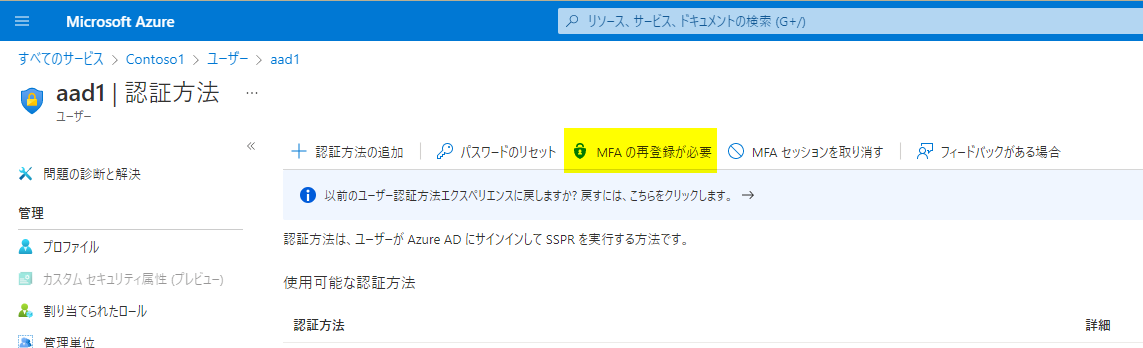 Microsoft Azure
リソース、サービス、ドキュメントの検索 (G+/)
すべてのサービス > Contoso1 > ユーザー > aad1
aad1 | 認証方法 ...
ユーザー
«
認証方法の追加 パスワードのリセット MFA の再登録が必要 MFA セッションを取り消す フィードバックがある場合
問題の診断と解決
以前のユーザー認証方法エクスペリエンスに戻しますか? 戻すには、こちらをクリックします。 →
管理
プロファイル
認証方法は、ユーザーが Azure AD にサインインして SSPR を実行する方法です。
カスタム セキュリティ属性 (プレビュー)
使用可能な認証方法
割り当てられたロール
認証方法 詳細
管理単位